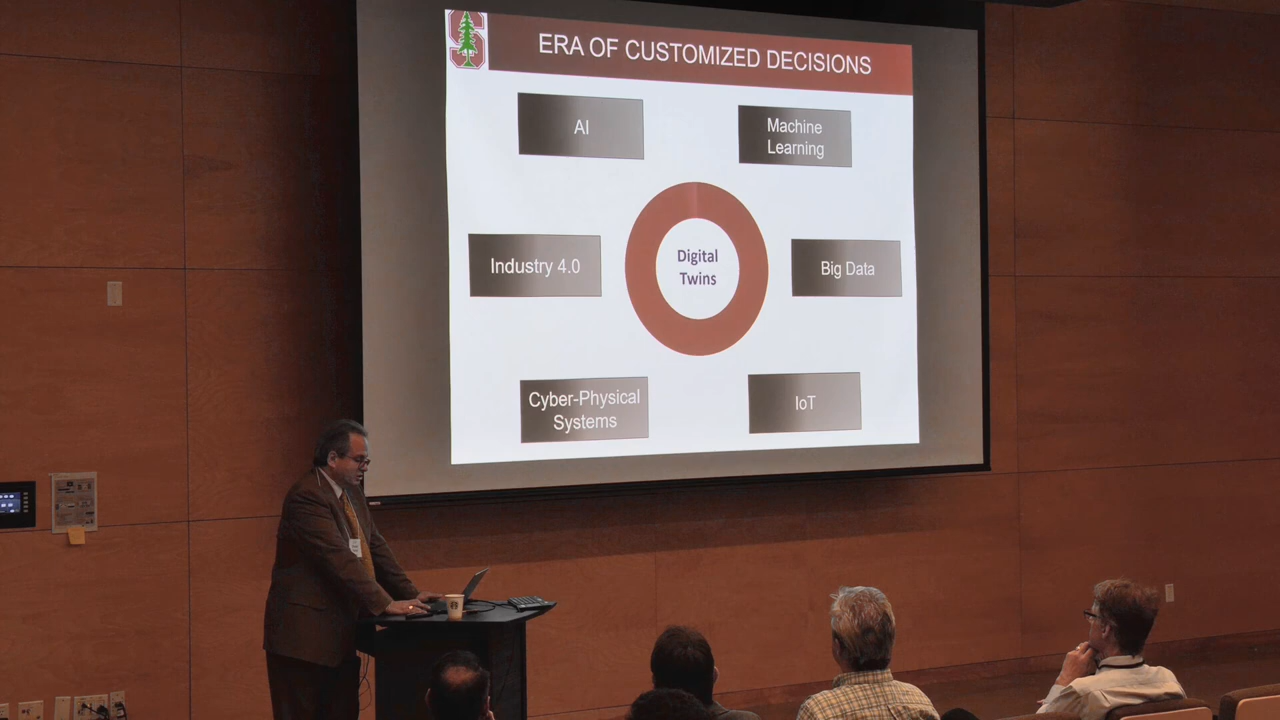 ERA OF CUSTOMIZED DECISIONS
AI
Machine
Learning
Industry 4.0
Digital
Twins
Big Data
Cyber-Physical
Systems
IoT